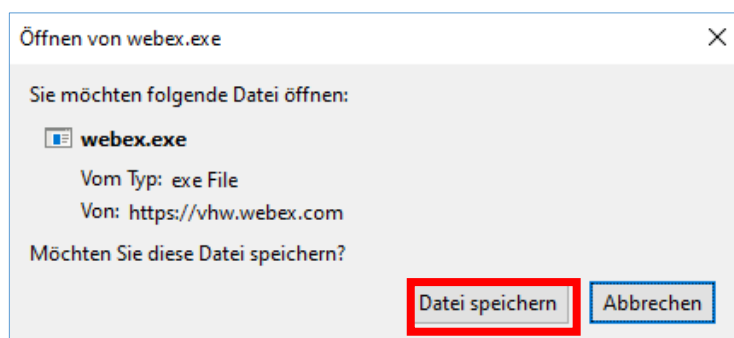 Öffnen von webex.exe
Sie möchten folgende Datei öffnen:
webex.exe
Vom Typ: exe File
Von: https://vhw.webex.com
Möchten Sie diese Datei speichern?
Datei speichern Abbrechen